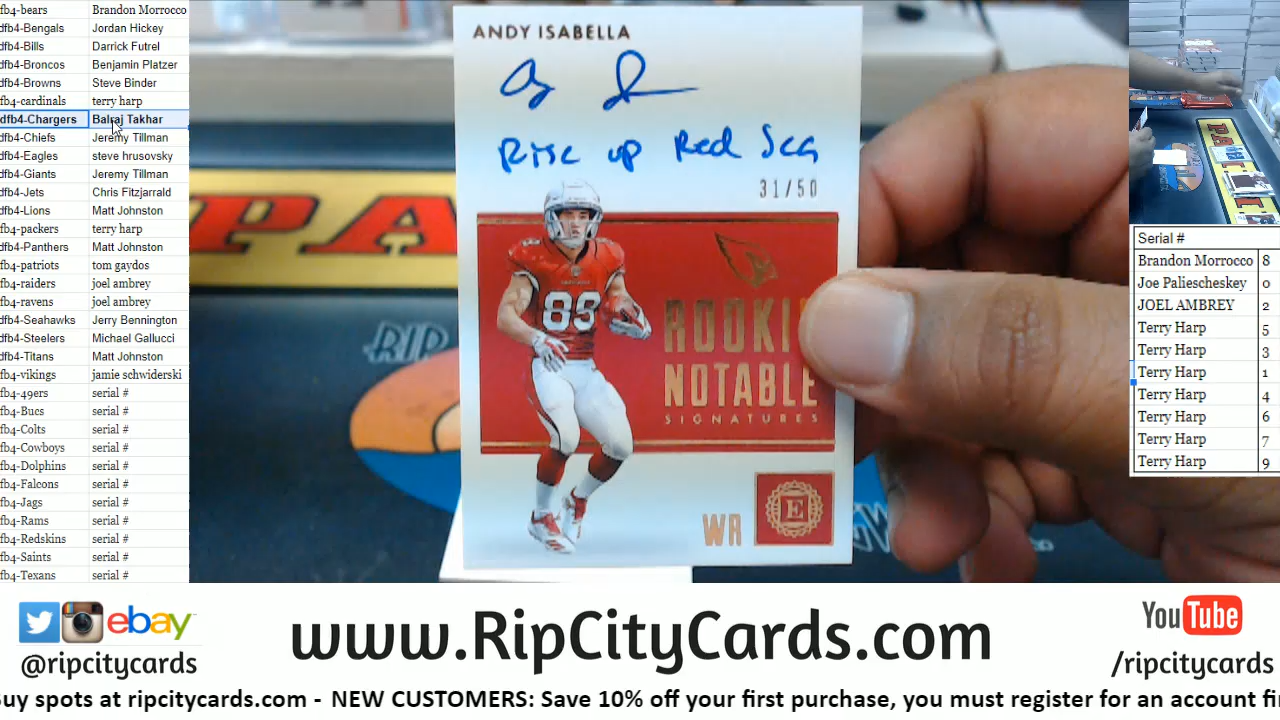 fb4-bears Brandon Morrocco
dfb4-Bengals Jordan Hickey
dfb4-Bills Darrick Futrel
dfb4-Broncos Benjamin Platzer
dfb4-Browns Steve Binder
fb4-cardinals terry harp
dfb4-Chargers Balraj Takhar
dfb4-Chiefs Jeremy Tillman
dfb4-Eagles steve hrusovsky
dfb4-Giants Jeremy Tillman
dfb4-Jets Chris Fitzjarrald
dfb4-Lions Matt Johnston
fb4-packers terry harp
dfb4-Panthers Matt Johnston
fb4-patriots tom gaydos
fb4-raiders joel ambrey
fb4-ravens joel ambrey
dfb4-Seahawks Jerry Bennington
dfb4-Steelers Michael Gallucci
dfb4-Titans Matt Johnston
fb4-vikings jamie schwiderski
fb4-49ers serial #
fb4-Bucs serial #
fb4-Colts serial #
fb4-Cowboys serial #
fb4-Dolphins serial #
fb4-Falcons serial #
fb4-Jags serial #
fb4-Rams serial #
fb4-Redskins serial #
fb4-Saints serial #
fb4-Texans serial #
ANDY ISABELLA
Rise up Red Sea
31/50
89
ROOKIE
NOTABLE
SIGNATURES
WR
E
PA
RIP
Serial #
Brandon Morrocco 8
Joe Paliescheskey 0
JOEL AMBREY 2
Terry Harp 5
Terry Harp 3
Terry Harp 1
Terry Harp 4
Terry Harp 6
Terry Harp 7
Terry Harp 9
ebay
@ripcitycards
www.RipCityCards.com
YouTube
/ripcitycards
Buy spots at ripcitycards.com - NEW CUSTOMERS: Save 10% off your first purchase, you must register for an account fi